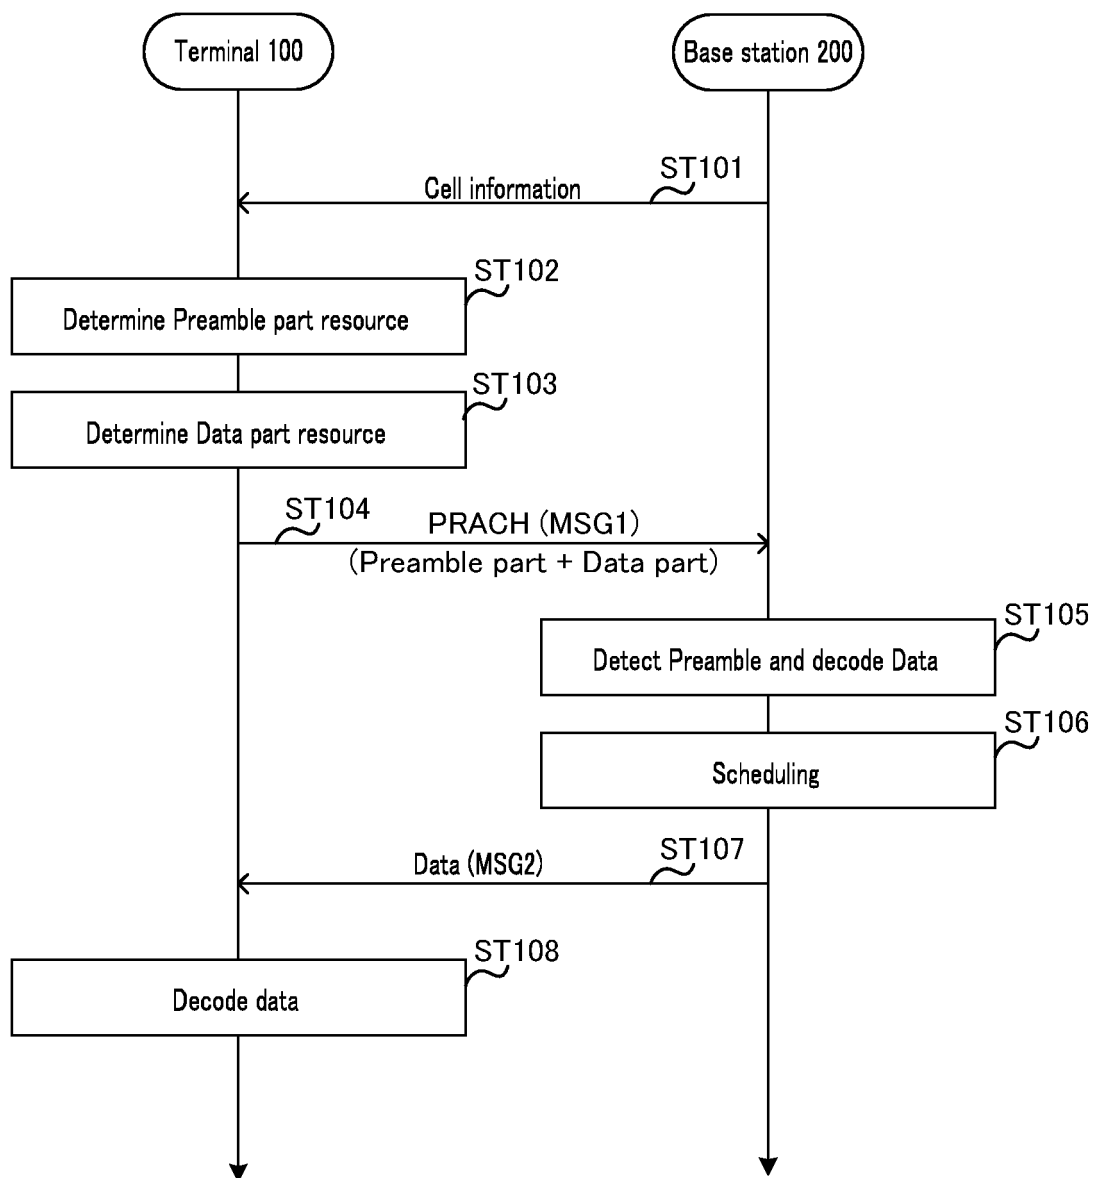 Terminal 100
Base station 200
ST101
Cell information
ST102
Determine Preamble part resource
ST103
Determine Data part resource
ST104
PRACH (MSG1)
(Preamble part + Data part)
ST105
Detect Preamble and decode Data
ST106
Scheduling
ST107
Data (MSG2)
ST108
Decode data